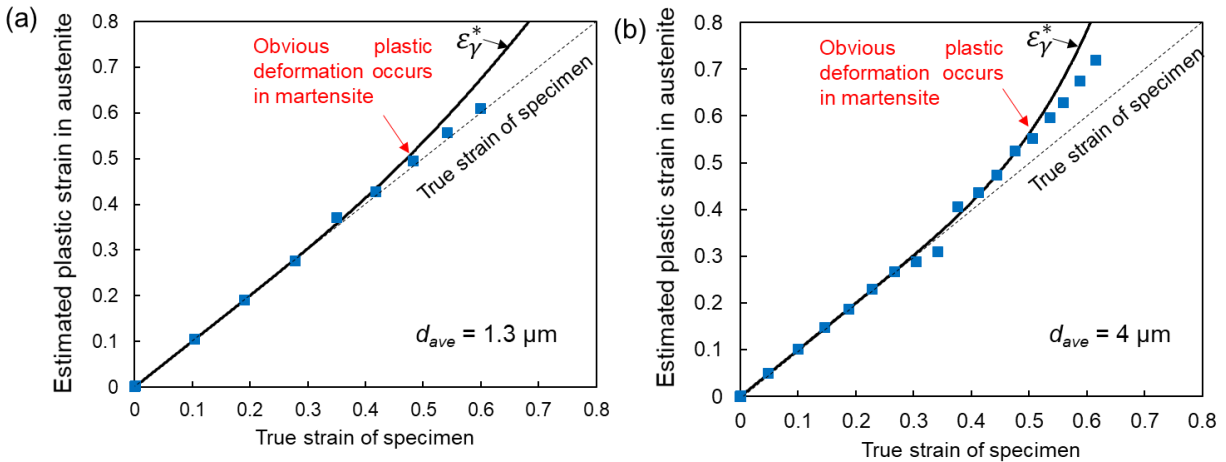 (a)
Estimated plastic strain in austenite
0.8
0.7
0.6
0.5
0.4
0.3
0.2
0.1
0
Obvious plastic
deformation occurs
in martensite
ε*γ
True strain of specimen
d_ave = 1.3 μm
0 0.1 0.2 0.3 0.4 0.5 0.6 0.7 0.8
True strain of specimen
(b)
Estimated plastic strain in austenite
0.8
0.7
0.6
0.5
0.4
0.3
0.2
0.1
0
Obvious plastic
deformation occurs
in martensite
ε*γ
True strain of specimen
d_ave = 4 μm
0 0.1 0.2 0.3 0.4 0.5 0.6 0.7 0.8
True strain of specimen